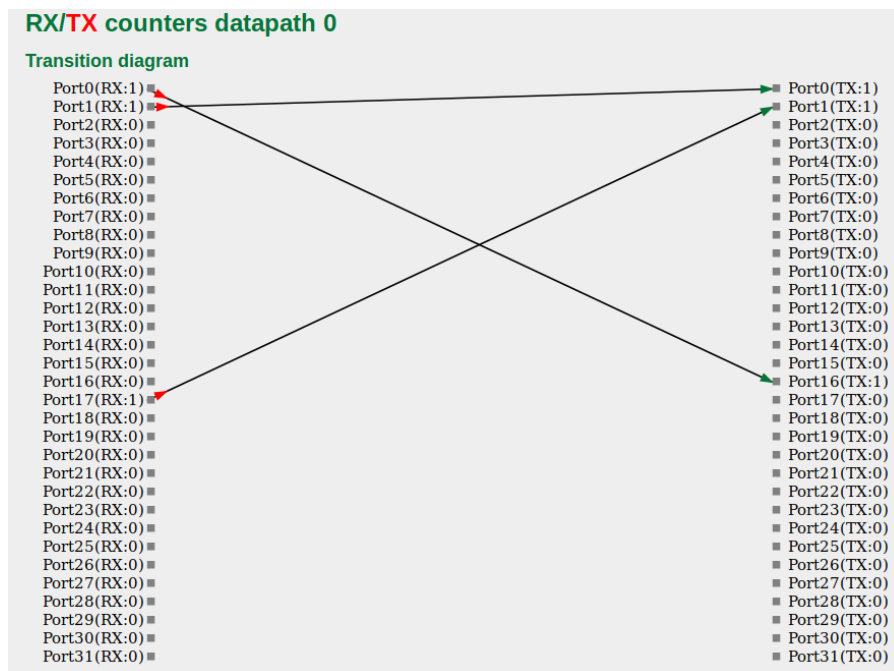 RX/TX counters datapath 0
Transition diagram
Port0(RX:1) Port0(TX:1)
Port1(RX:1) Port1(TX:1)
Port2(RX:0) Port2(TX:0)
Port3(RX:0) Port3(TX:0)
Port4(RX:0) Port4(TX:0)
Port5(RX:0) Port5(TX:0)
Port6(RX:0) Port6(TX:0)
Port7(RX:0) Port7(TX:0)
Port8(RX:0) Port8(TX:0)
Port9(RX:0) Port9(TX:0)
Port10(RX:0) Port10(TX:0)
Port11(RX:0) Port11(TX:0)
Port12(RX:0) Port12(TX:0)
Port13(RX:0) Port13(TX:0)
Port14(RX:0) Port14(TX:0)
Port15(RX:0) Port15(TX:0)
Port16(RX:0) Port16(TX:1)
Port17(RX:1) Port17(TX:0)
Port18(RX:0) Port18(TX:0)
Port19(RX:0) Port19(TX:0)
Port20(RX:0) Port20(TX:0)
Port21(RX:0) Port21(TX:0)
Port22(RX:0) Port22(TX:0)
Port23(RX:0) Port23(TX:0)
Port24(RX:0) Port24(TX:0)
Port25(RX:0) Port25(TX:0)
Port26(RX:0) Port26(TX:0)
Port27(RX:0) Port27(TX:0)
Port28(RX:0) Port28(TX:0)
Port29(RX:0) Port29(TX:0)
Port30(RX:0) Port30(TX:0)
Port31(RX:0) Port31(TX:0)